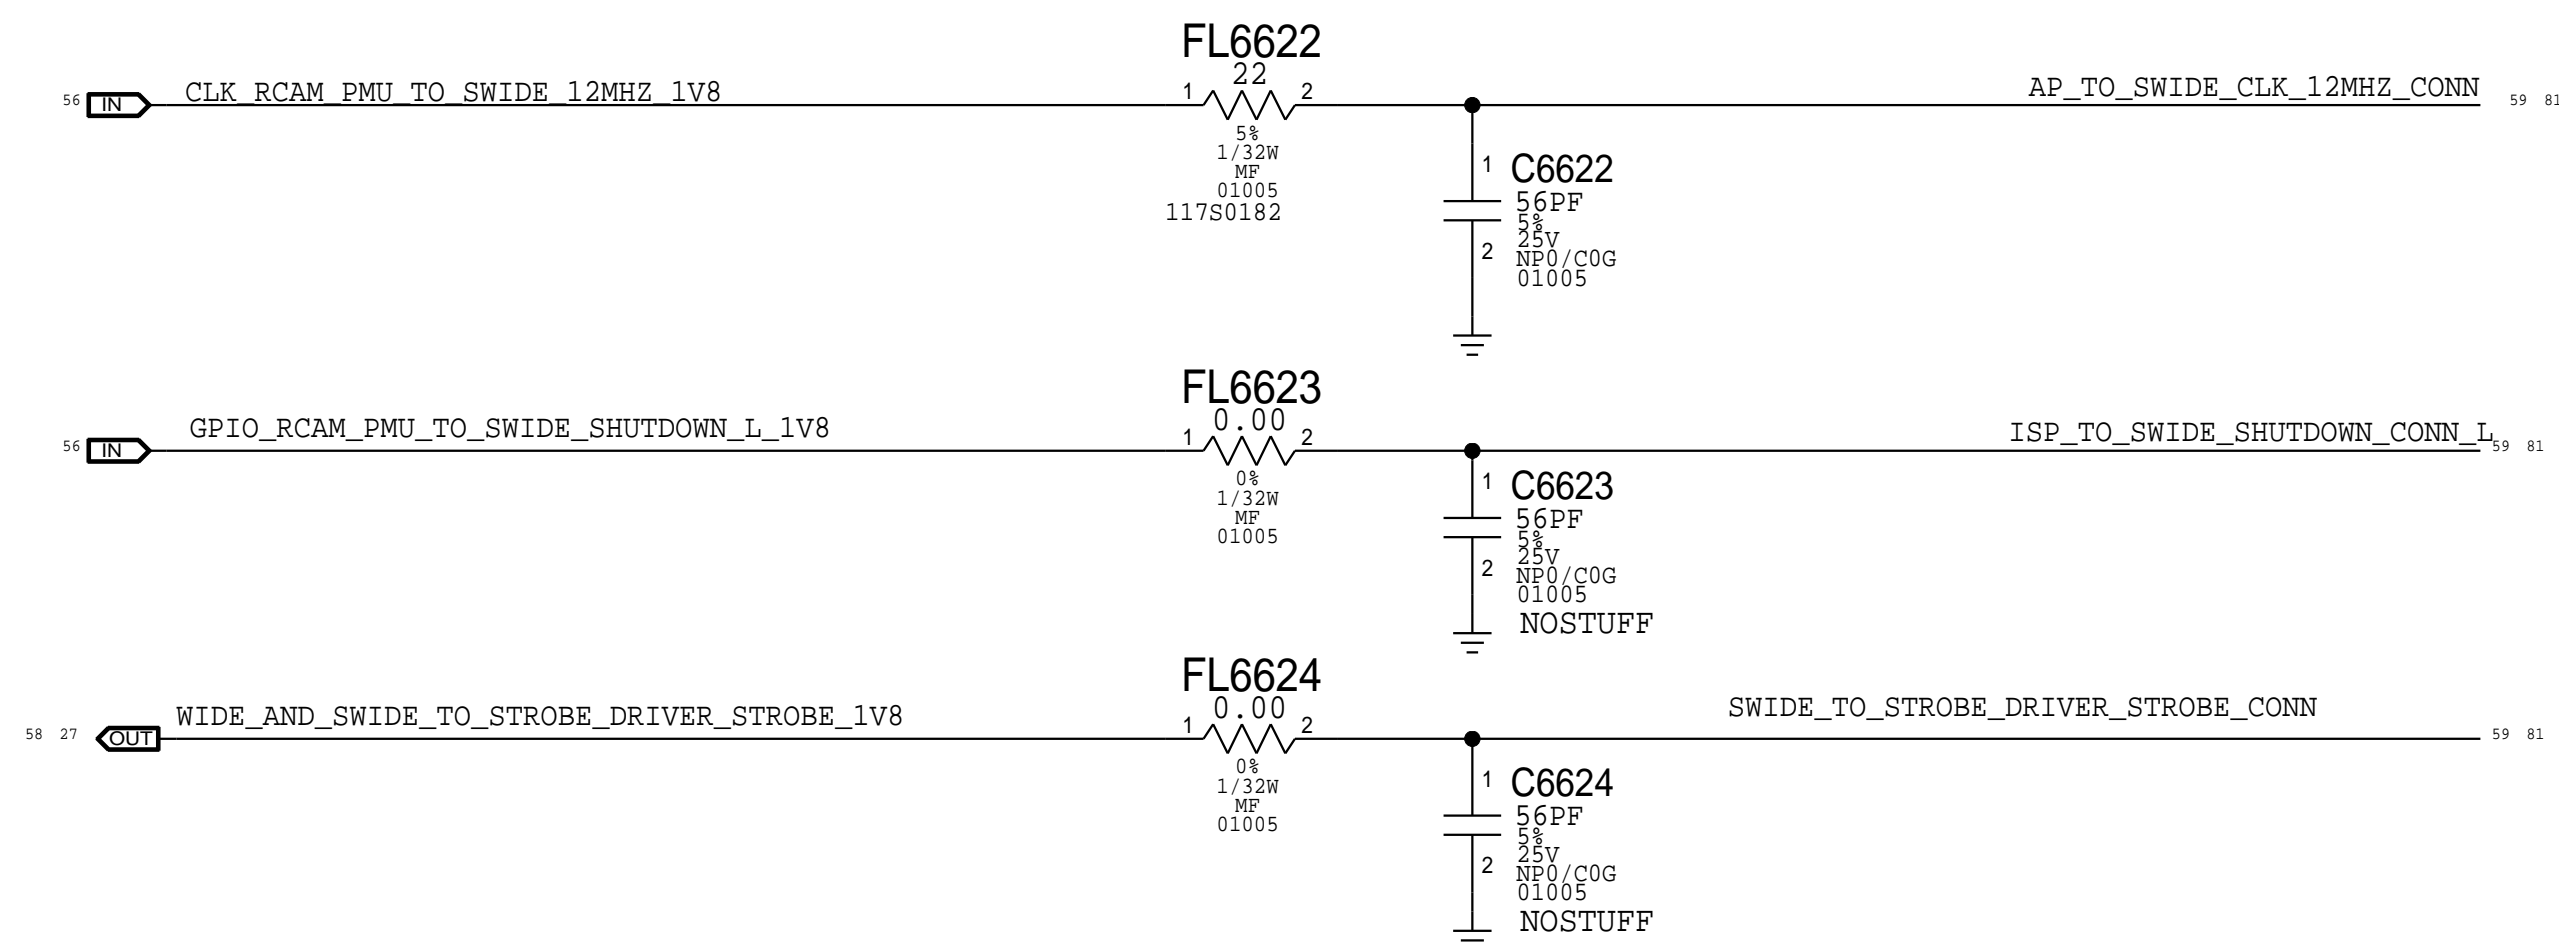 FL6622
22
56 IN CLK_RCAM_PMU_TO_SWIDE_12MHZ_1V8 1 2 AP_TO_SWIDE_CLK_12MHZ_CONN 59 81
5%
1/32W
MF
01005
117S0182
1 C6622
56PF
5%
25V
2 NP0/C0G
01005
FL6623
0.00
56 IN GPIO_RCAM_PMU_TO_SWIDE_SHUTDOWN_L_1V8 1 2 ISP_TO_SWIDE_SHUTDOWN_CONN_L 59 81
0%
1/32W
MF
01005
1 C6623
56PF
5%
25V
2 NP0/C0G
01005
NOSTUFF
FL6624
0.00
58 27 OUT WIDE_AND_SWIDE_TO_STROBE_DRIVER_STROBE_1V8 1 2 SWIDE_TO_STROBE_DRIVER_STROBE_CONN 59 81
0%
1/32W
MF
01005
1 C6624
56PF
5%
25V
2 NP0/C0G
01005
NOSTUFF